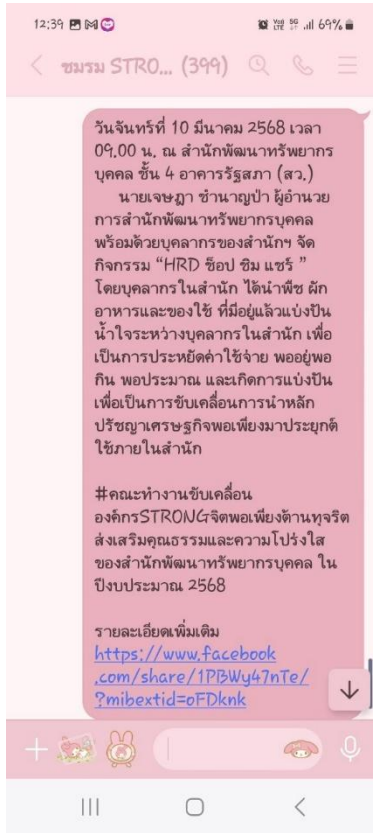 12:39
69%
ชมรม STRO... (399)
วันจันทร์ที่ 10 มีนาคม 2568 เวลา
09.00 น. ณ สำนักพัฒนาทรัพยากร
บุคคล ชั้น 4 อาคารรัฐสภา (สว.)
นายเจษฎา ชำนาญป่า ผู้อำนวย
การสำนักพัฒนาทรัพยากรบุคคล
พร้อมด้วยบุคลากรของสำนักฯ จัด
กิจกรรม “HRD ช็อป ชิม แชร์ ”
โดยบุคลากรในสำนัก ได้นำพืช ผัก
อาหารและของใช้ ที่มีอยู่แล้วแบ่งปัน
น้ำใจระหว่างบุคลากรในสำนัก เพื่อ
เป็นการประหยัดค่าใช้จ่าย พออยู่พอ
กิน พอประมาณ และเกิดการแบ่งปัน
เพื่อเป็นการขับเคลื่อนการนำหลัก
ปรัชญาเศรษฐกิจพอเพียงมาประยุกต์
ใช้ภายในสำนัก
#คณะทำงานขับเคลื่อน
องค์กรSTRONGจิตพอเพียงต้านทุจริต
ส่งเสริมคุณธรรมและความโปร่งใส
ของสำนักพัฒนาทรัพยากรบุคคล ใน
ปีงบประมาณ 2568
รายละเอียดเพิ่มเติม
https://www.facebook
.com/share/1PBWy47nTe/
?mibextid=oFDknk